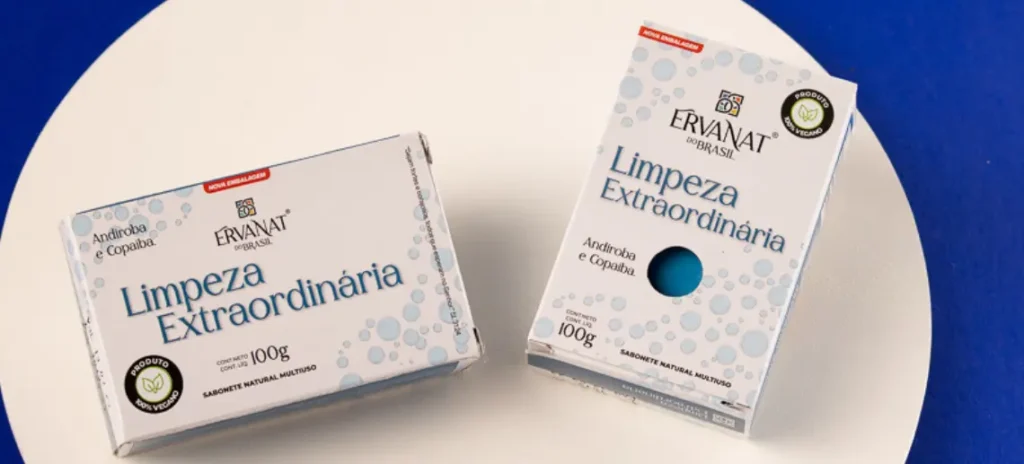 NOVA EMBALAGEM
ERVANAT®
DO BRASIL
Andiroba
e Copaíba
Limpeza
Extraordinária
CONT.NETO
CONT. LÍQ.
100g
SABONETE NATURAL MULTIUSO
PRODUTO
100% VEGANO
NOVA EMBALAGEM
ERVANAT®
DO BRASIL
PRODUTO
100% VEGANO
Limpeza
Extraordinária
Andiroba
e Copaíba
CONT.NETO
CONT. LÍQ.
100g
SABONETE NATURAL MULTIUSO